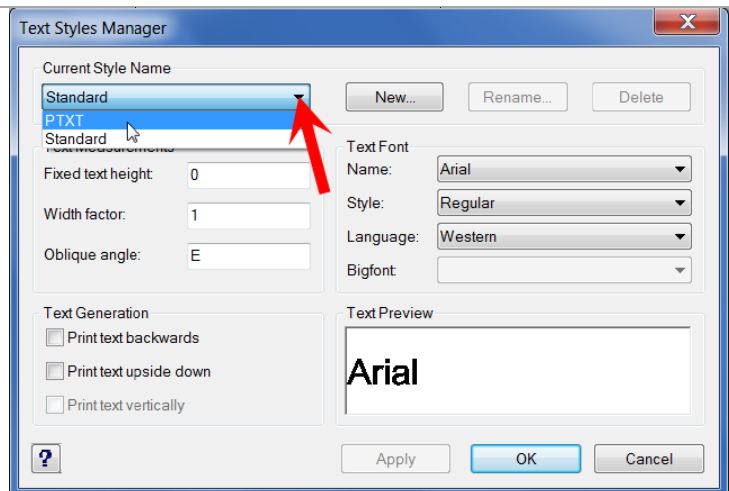 Text Styles Manager
X
Current Style Name
Standard
New...
Rename...
Delete
PTXT
Standard
Text Measurements
Fixed text height: 0
Width factor: 1
Oblique angle: E
Text Font
Name: Arial
Style: Regular
Language: Western
Bigfont:
Text Generation
Print text backwards
Print text upside down
Print text vertically
Text Preview
Arial
?
Apply
OK
Cancel